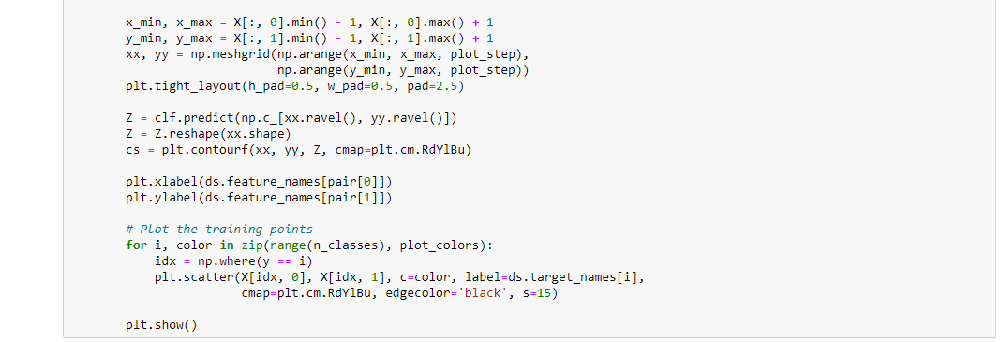 x_min, x_max = X[:, 0].min() - 1, X[:, 0].max() + 1
y_min, y_max = X[:, 1].min() - 1, X[:, 1].max() + 1
xx, yy = np.meshgrid(np.arange(x_min, x_max, plot_step),
np.arange(y_min, y_max, plot_step))
plt.tight_layout(h_pad=0.5, w_pad=0.5, pad=2.5)
Z = clf.predict(np.c_[xx.ravel(), yy.ravel()])
Z = Z.reshape(xx.shape)
cs = plt.contourf(xx, yy, Z, cmap=plt.cm.RdYlBu)
plt.xlabel(ds.feature_names[pair[0]])
plt.ylabel(ds.feature_names[pair[1]])
# Plot the training points
for i, color in zip(range(n_classes), plot_colors):
idx = np.where(y == i)
plt.scatter(X[idx, 0], X[idx, 1], c=color, label=ds.target_names[i],
cmap=plt.cm.RdYlBu, edgecolor='black', s=15)
plt.show()